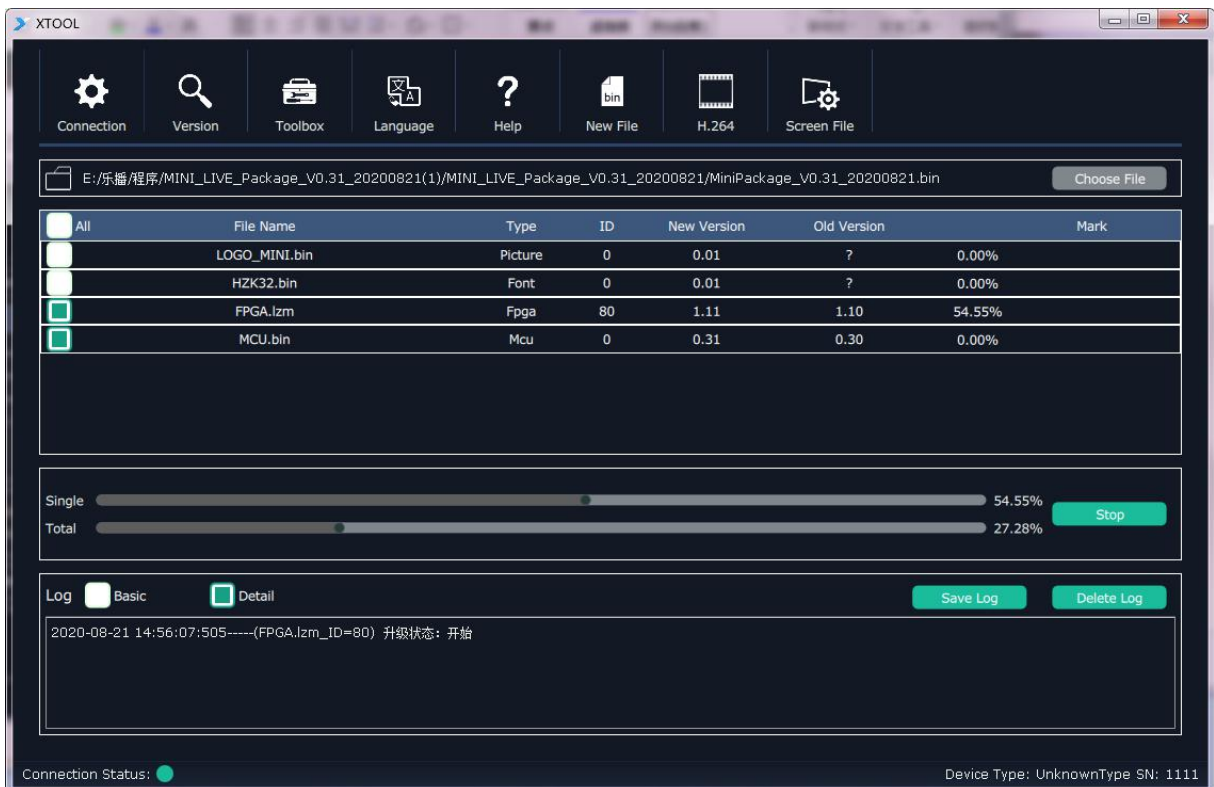 XTOOL
Connection Version Toolbox Language Help New File H.264 Screen File
bin
E:/乐播/程序/MINI_LIVE_Package_V0.31_20200821(1)/MINI_LIVE_Package_V0.31_20200821/MiniPackage_V0.31_20200821.bin Choose File
All File Name Type ID New Version Old Version Mark
LOGO_MINI.bin Picture 0 0.01 ? 0.00%
HZK32.bin Font 0 0.01 ? 0.00%
FPGA.lzm Fpga 80 1.11 1.10 54.55%
MCU.bin Mcu 0 0.31 0.30 0.00%
Single 54.55%
Stop
Total 27.28%
Log Basic Detail Save Log Delete Log
2020-08-21 14:56:07:505-----(FPGA.lzm_ID=80) 升级状态: 开始
Connection Status: Device Type: UnknownType SN: 1111